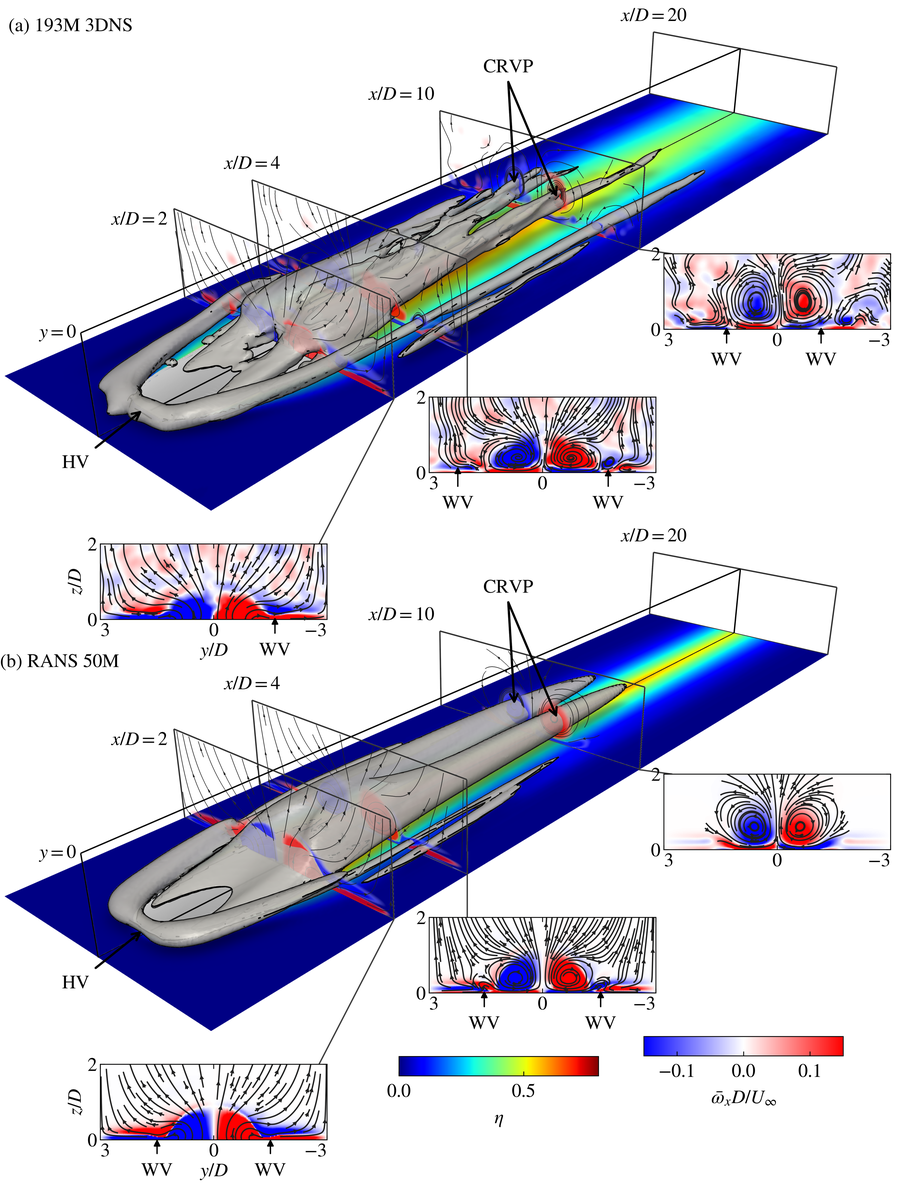 (a) 193M 3DNS
x/D = 20
CRVP
x/D = 10
x/D = 4
x/D = 2
y = 0
HV
2
0
3 0 −3
WV WV
2
0
3 0 −3
WV WV
2
z/D
0
3 0 −3
y/D WV
(b) RANS 50M
x/D = 20
CRVP
x/D = 10
x/D = 4
x/D = 2
y = 0
HV
2
0
3 0 −3
2
0
3 0 −3
WV WV
2
z/D
0
3 0 −3
WV y/D WV
0.0 0.5
η
−0.1 0.0 0.1
ω̄ₓD/U∞